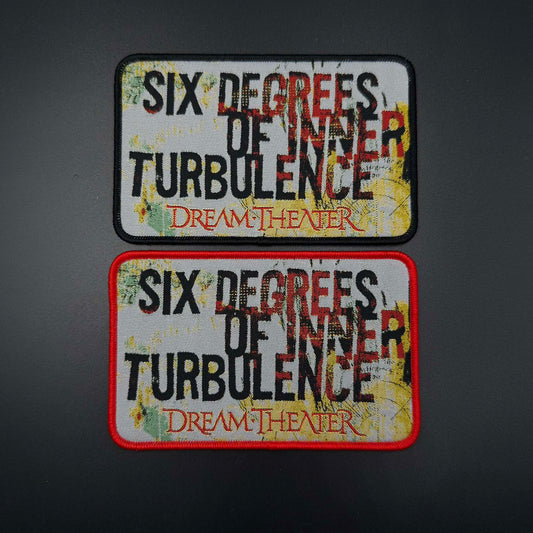 SIX DEGREES
OF INNER
TURBULENCE
DREAM·THEATER
SIX DEGREES
OF INNER
TURBULENCE
DREAM·THEATER